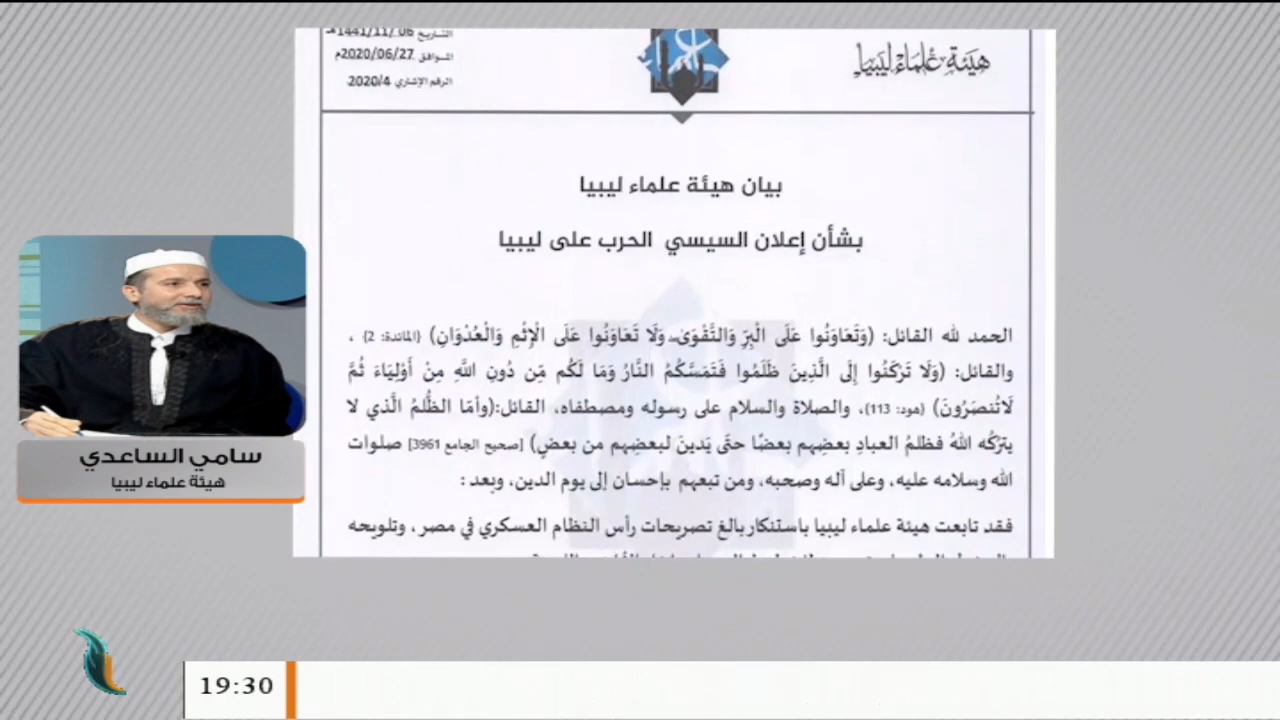 هيئة علماء ليبيا
التاريخ 06 /1441/11هـ
الموافق 2020/06/27م
الرقم الإشاري 2020/4
بيان هيئة علماء ليبيا
بشأن إعلان السيسي الحرب على ليبيا
الحمد لله القائل: (وَتَعَاوَنُوا عَلَى الْبِرِّ وَالتَّقْوَىٰ وَلَا تَعَاوَنُوا عَلَى الْإِثْمِ وَالْعُدْوَانِ) {المائدة: 2} ،
والقائل: (وَلَا تَرْكَنُوا إِلَى الَّذِينَ ظَلَمُوا فَتَمَسَّكُمُ النَّارُ وَمَا لَكُم مِّن دُونِ اللَّهِ مِنْ أَوْلِيَاءَ ثُمَّ
لَاتُنصَرُونَ) {هود: 113}، والصلاة والسلام على رسوله ومصطفاه، القائل:(وأمّا الظُّلمُ الَّذي لا
يترُكُه اللهُ فظلمُ العبادِ بعضِهِم بعضًا حتَّى يَدينَ لبعضِهِم من بعضٍ) [صحيح الجامع 3961] صلوات
الله وسلامه عليه، وعلى آله وصحبه، ومن تبعهم بإحسان إلى يوم الدين، وبعد :
فقد تابعت هيئة علماء ليبيا باستنكار بالغ تصريحات رأس النظام العسكري في مصر ، وتلويحه
سامي الساعدي
هيئة علماء ليبيا
19:30